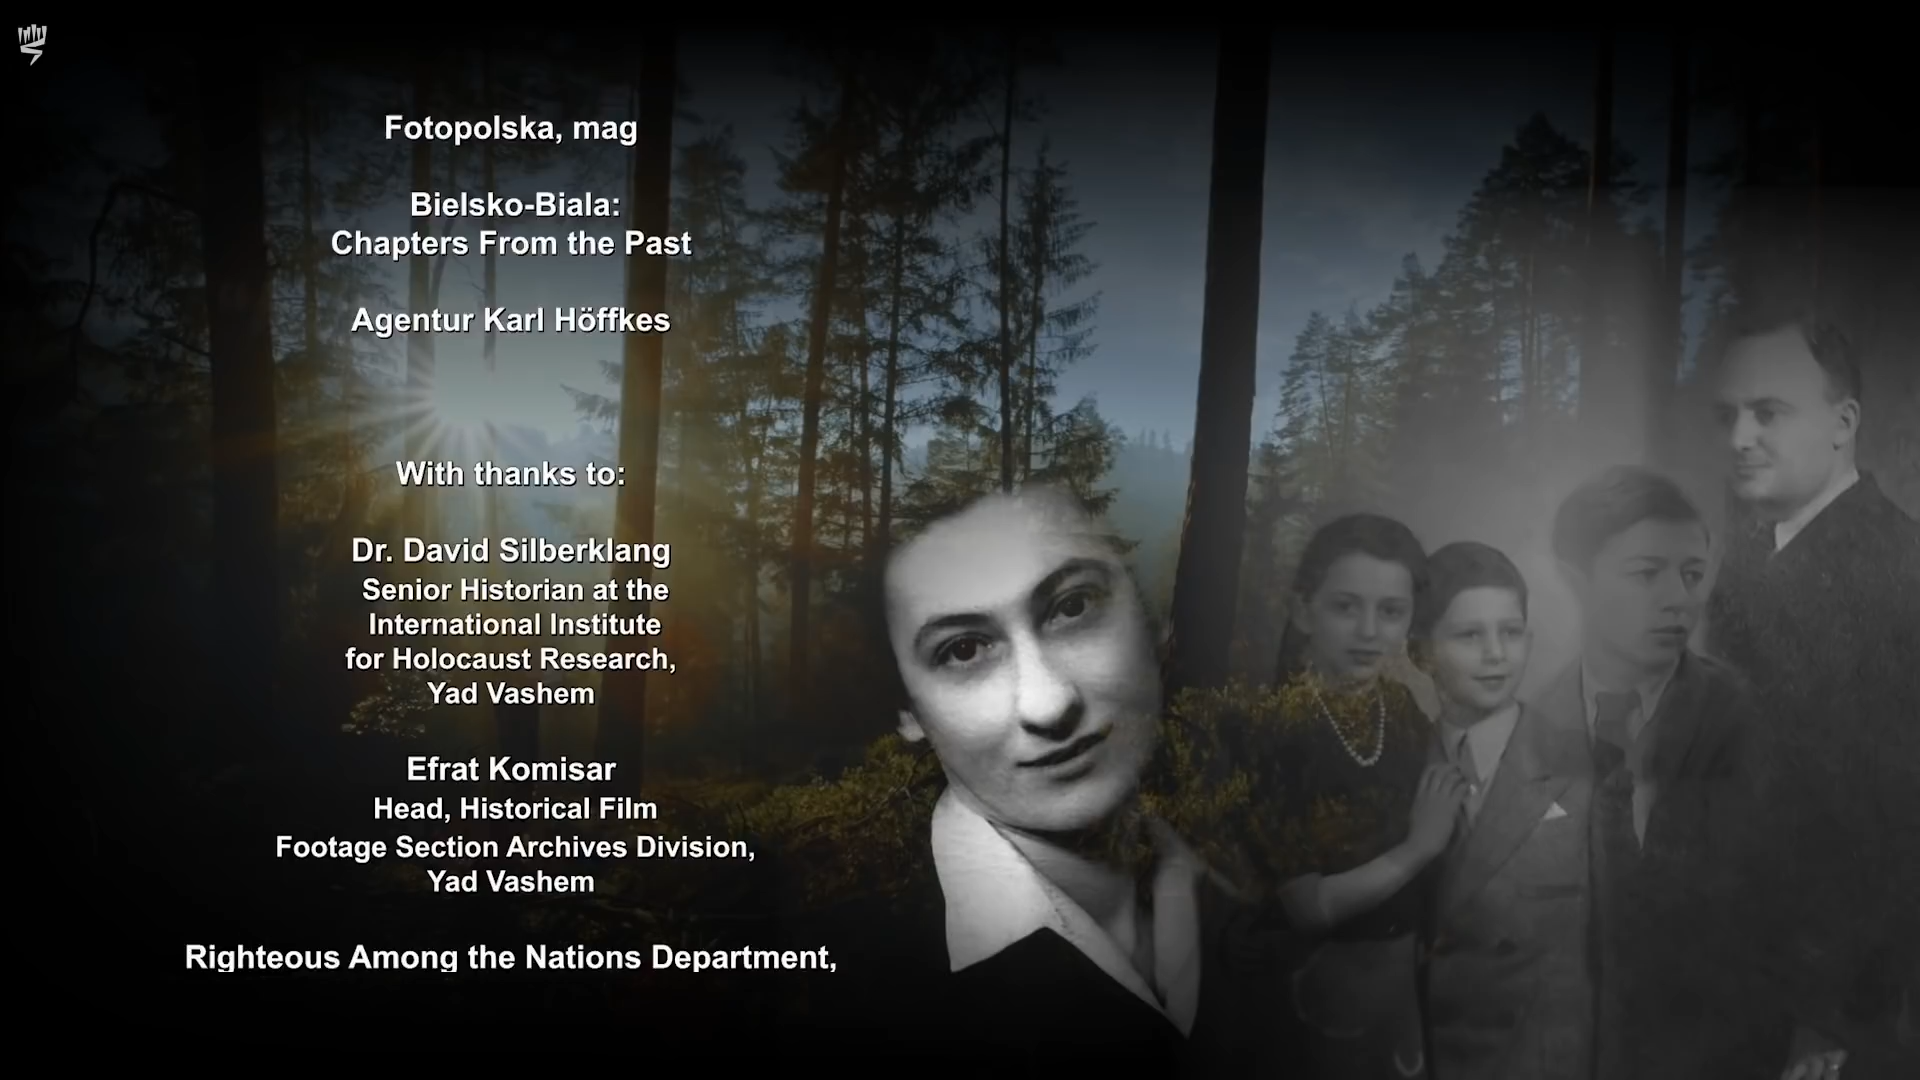 Fotopolska, mag
Bielsko-Biala:
Chapters From the Past
Agentur Karl Höffkes
With thanks to:
Dr. David Silberklang
Senior Historian at the
International Institute
for Holocaust Research,
Yad Vashem
Efrat Komisar
Head, Historical Film
Footage Section Archives Division,
Yad Vashem
Righteous Among the Nations Department,